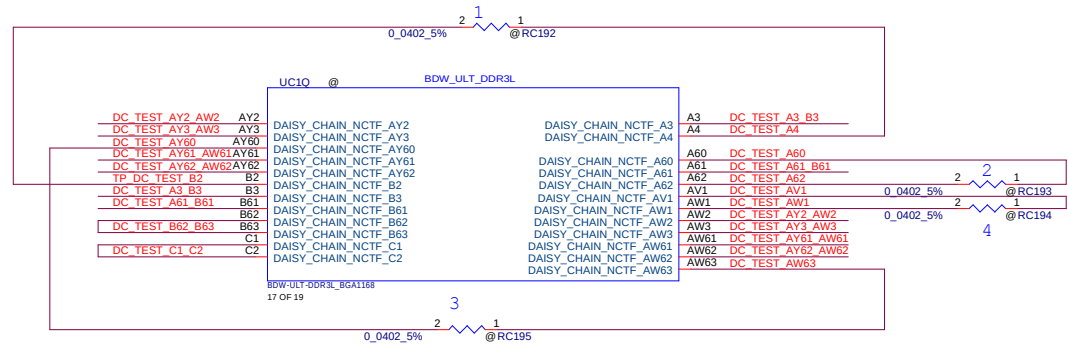 1
2 1
0_0402_5% @RC192
UC1Q @ BDW_ULT_DDR3L
DC_TEST_AY2_AW2 AY2 DAISY_CHAIN_NCTF_AY2
DC_TEST_AY3_AW3 AY3 DAISY_CHAIN_NCTF_AY3
DC_TEST_AY60 AY60 DAISY_CHAIN_NCTF_AY60
DC_TEST_AY61_AW61 AY61 DAISY_CHAIN_NCTF_AY61
DC_TEST_AY62_AW62 AY62 DAISY_CHAIN_NCTF_AY62
TP_DC_TEST_B2 B2 DAISY_CHAIN_NCTF_B2
DC_TEST_A3_B3 B3 DAISY_CHAIN_NCTF_B3
DC_TEST_A61_B61 B61 DAISY_CHAIN_NCTF_B61
B62 DAISY_CHAIN_NCTF_B62
DC_TEST_B62_B63 B63 DAISY_CHAIN_NCTF_B63
C1 DAISY_CHAIN_NCTF_C1
DC_TEST_C1_C2 C2 DAISY_CHAIN_NCTF_C2
DAISY_CHAIN_NCTF_A3 A3 DC_TEST_A3_B3
DAISY_CHAIN_NCTF_A4 A4 DC_TEST_A4
DAISY_CHAIN_NCTF_A60 A60 DC_TEST_A60
DAISY_CHAIN_NCTF_A61 A61 DC_TEST_A61_B61
DAISY_CHAIN_NCTF_A62 A62 DC_TEST_A62
DAISY_CHAIN_NCTF_AV1 AV1 DC_TEST_AV1
DAISY_CHAIN_NCTF_AW1 AW1 DC_TEST_AW1
DAISY_CHAIN_NCTF_AW2 AW2 DC_TEST_AY2_AW2
DAISY_CHAIN_NCTF_AW3 AW3 DC_TEST_AY3_AW3
DAISY_CHAIN_NCTF_AW61 AW61 DC_TEST_AY61_AW61
DAISY_CHAIN_NCTF_AW62 AW62 DC_TEST_AY62_AW62
DAISY_CHAIN_NCTF_AW63 AW63 DC_TEST_AW63
2
2 1
0_0402_5% @RC193
2 1
0_0402_5% @RC194
4
BDW-ULT-DDR3L_BGA1168
17 OF 19
3
2 1
0_0402_5% @RC195